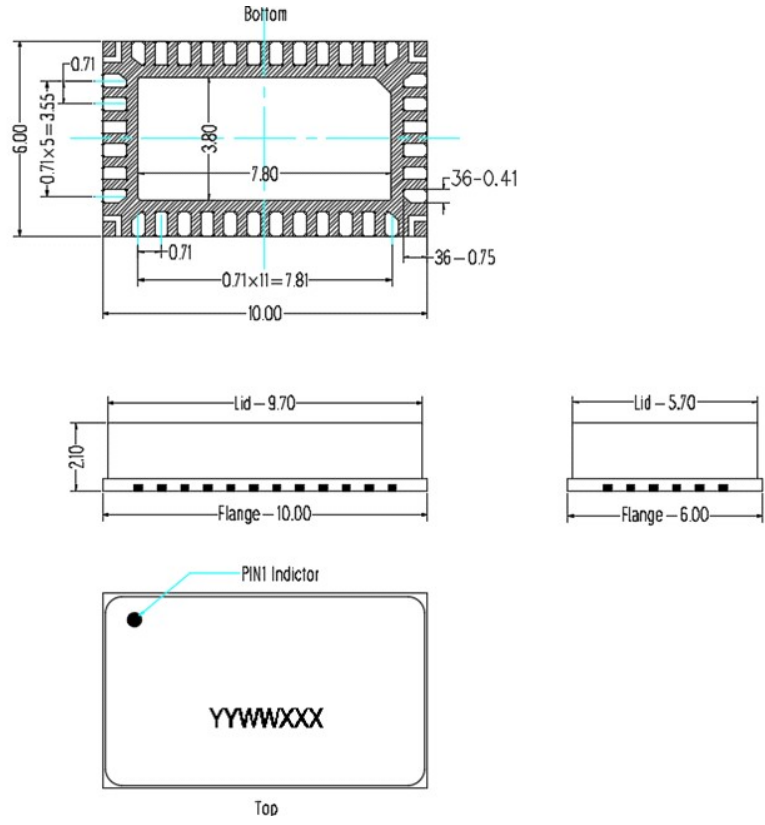 Bottom
0.71
6.00
0.71×5=3.55
3.80
7.80
36-0.41
0.71
36-0.75
0.71×11=7.81
10.00
Lid-9.70
Lid-5.70
2.10
Flange-10.00
Flange-6.00
PIN1 Indictor
YYWWXXX
Top